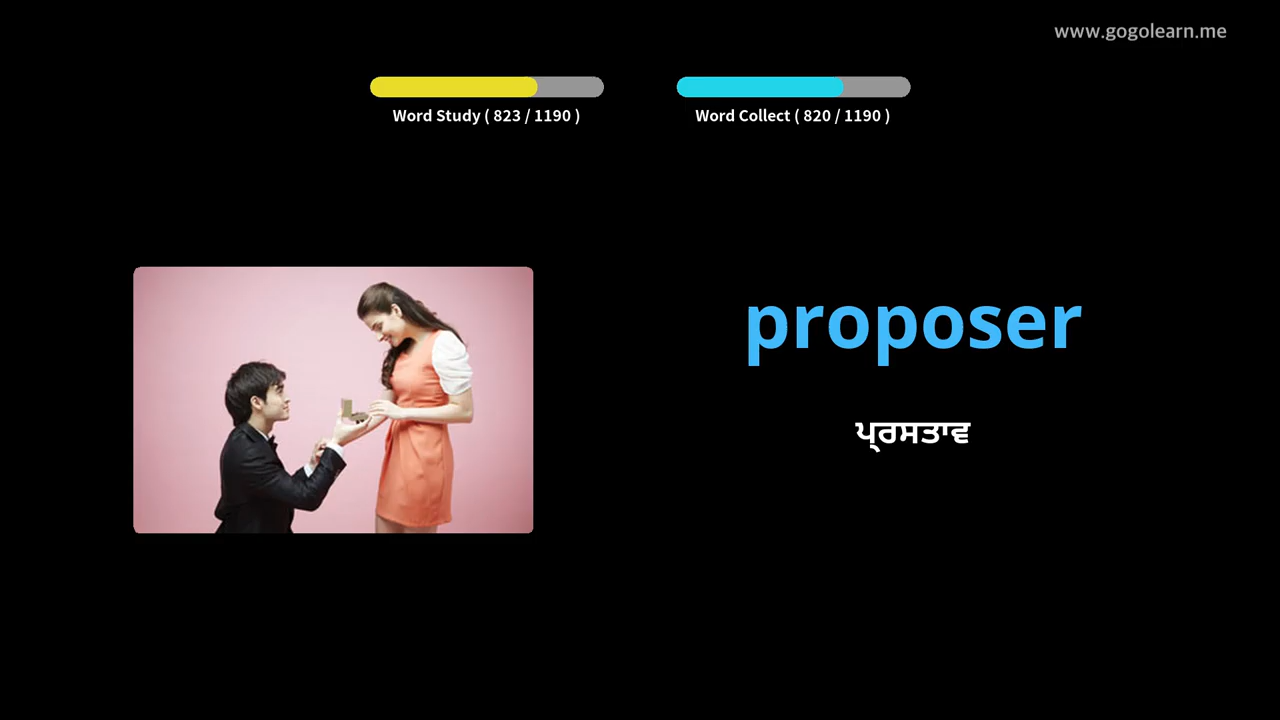 www.gogolearn.me
Word Study ( 823 / 1190 )
Word Collect ( 820 / 1190 )
proposer
ਪ੍ਰਸਤਾਵ